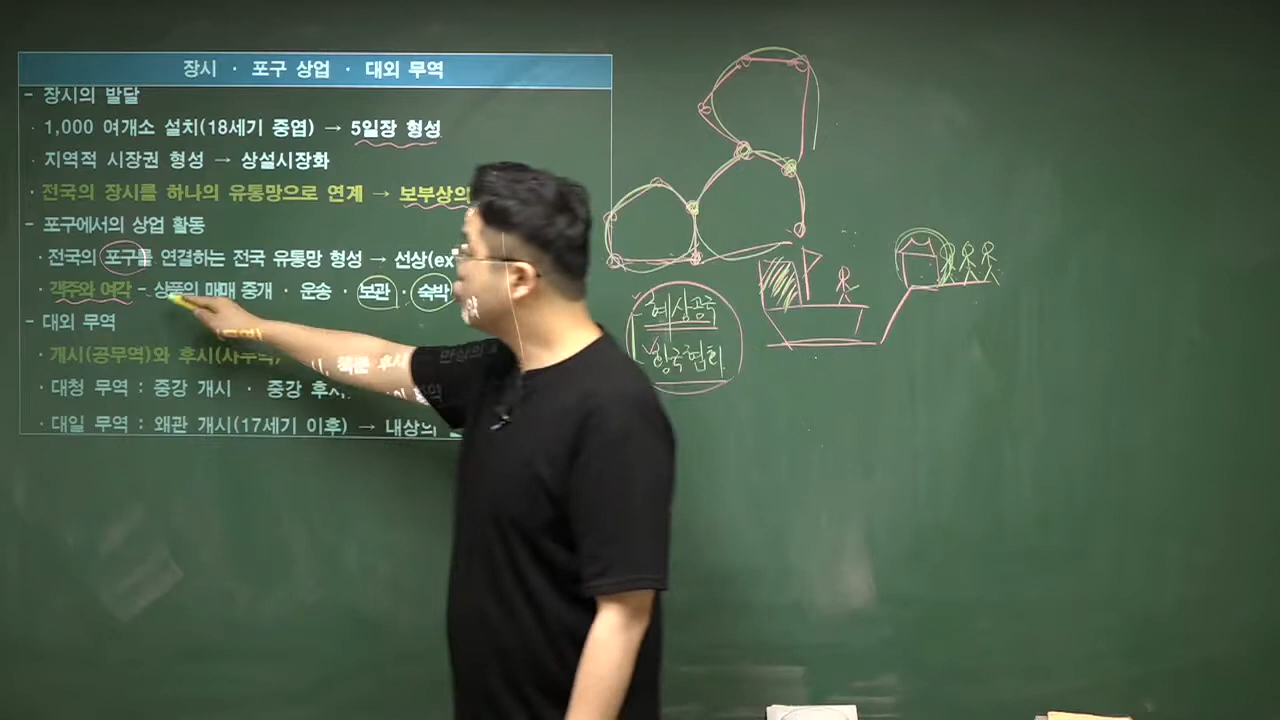 장시 · 포구 상업 · 대외 무역
- 장시의 발달
· 1,000 여개소 설치(18세기 중엽) → 5일장 형성
· 지역적 시장권 형성 → 상설시장화
· 전국의 장시를 하나의 유통망으로 연계 → 보부상의
- 포구에서의 상업 활동
· 전국의 포구를 연결하는 전국 유통망 형성 → 선상(ex
· 객주와 여각 - 상품의 매매 중개 · 운송 · 보관 · 숙박
- 대외 무역
· 개시(공무역)와 후시(사무역)
책문 후시 만상의
· 대청 무역 : 중강 개시 · 중강 후시
· 대일 무역 : 왜관 개시(17세기 이후) → 내상의
혜상공국
황국협회